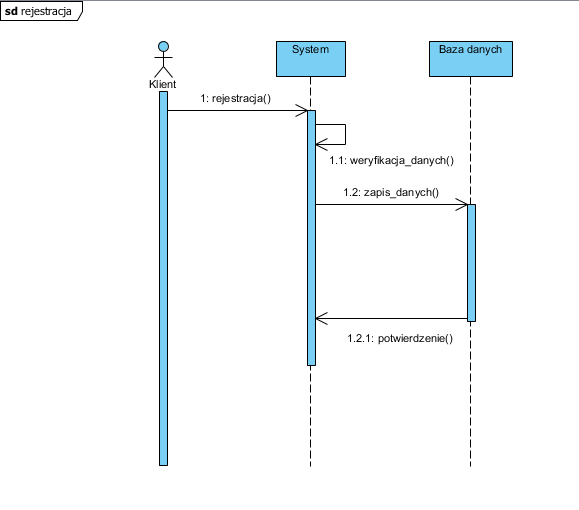 sd rejestracja
System
Baza danych
Klient
1: rejestracja()
1.1: weryfikacja_danych()
1.2: zapis_danych()
1.2.1: potwierdzenie()